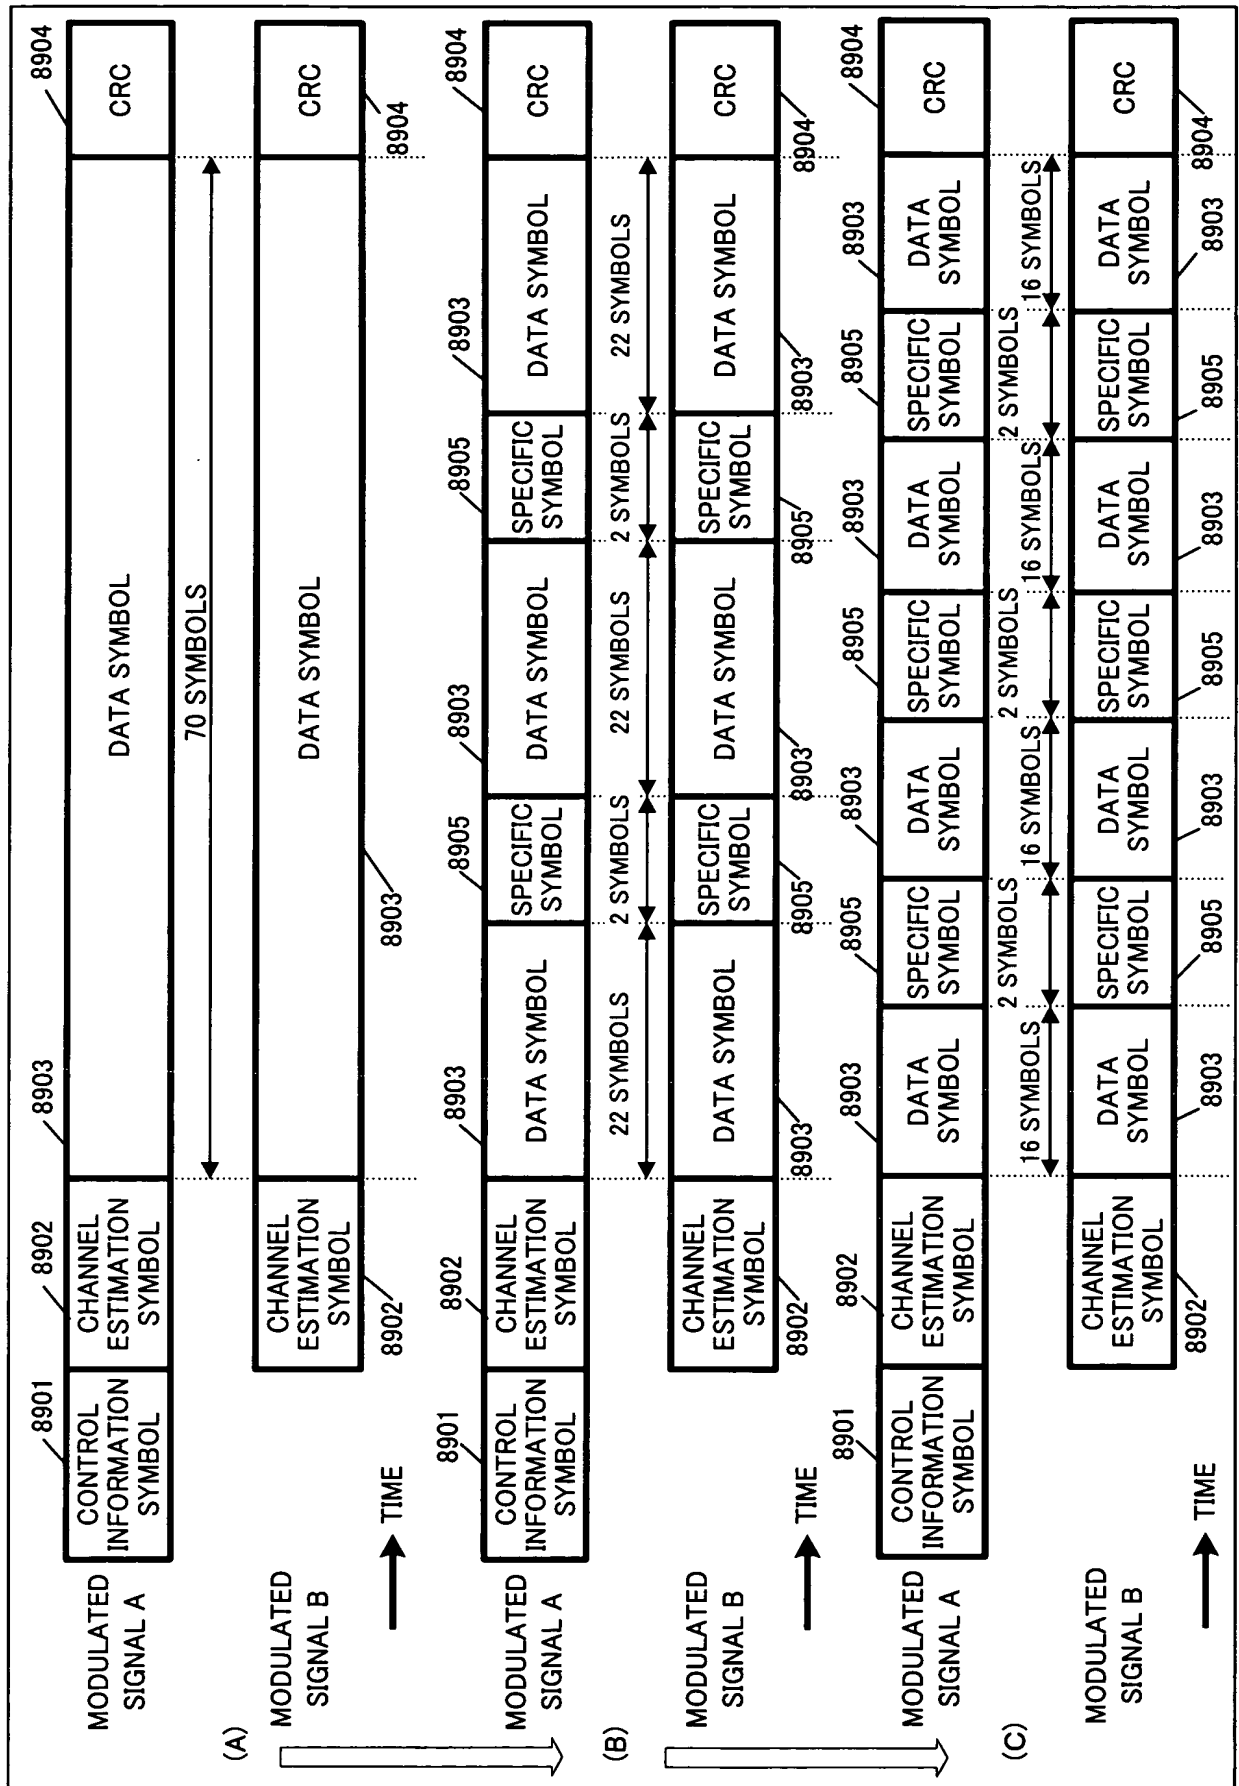 8901
8902
8903
8904
MODULATED
SIGNAL A
CONTROL
INFORMATION
SYMBOL
CHANNEL
ESTIMATION
SYMBOL
DATA SYMBOL
CRC
70 SYMBOLS
(A)
MODULATED
SIGNAL B
CHANNEL
ESTIMATION
SYMBOL
DATA SYMBOL
CRC
8902
8903
8904
TIME
8901
8902
8903
8905
8903
8905
8903
8904
MODULATED
SIGNAL A
CONTROL
INFORMATION
SYMBOL
CHANNEL
ESTIMATION
SYMBOL
DATA SYMBOL
SPECIFIC
SYMBOL
DATA SYMBOL
SPECIFIC
SYMBOL
DATA SYMBOL
CRC
(B)
22 SYMBOLS
2 SYMBOLS
22 SYMBOLS
2 SYMBOLS
22 SYMBOLS
MODULATED
SIGNAL B
CHANNEL
ESTIMATION
SYMBOL
DATA SYMBOL
SPECIFIC
SYMBOL
DATA SYMBOL
SPECIFIC
SYMBOL
DATA SYMBOL
CRC
8902
8903
8905
8903
8905
8903
8904
TIME
8901
8902
8903
8905
8903
8905
8903
8905
8903
8904
MODULATED
SIGNAL A
CONTROL
INFORMATION
SYMBOL
CHANNEL
ESTIMATION
SYMBOL
DATA
SYMBOL
SPECIFIC
SYMBOL
DATA
SYMBOL
SPECIFIC
SYMBOL
DATA
SYMBOL
SPECIFIC
SYMBOL
DATA
SYMBOL
CRC
(C)
16 SYMBOLS
2 SYMBOLS
16 SYMBOLS
2 SYMBOLS
16 SYMBOLS
2 SYMBOLS
16 SYMBOLS
MODULATED
SIGNAL B
CHANNEL
ESTIMATION
SYMBOL
DATA
SYMBOL
SPECIFIC
SYMBOL
DATA
SYMBOL
SPECIFIC
SYMBOL
DATA
SYMBOL
SPECIFIC
SYMBOL
DATA
SYMBOL
CRC
8902
8903
8905
8903
8905
8903
8905
8903
8904
TIME